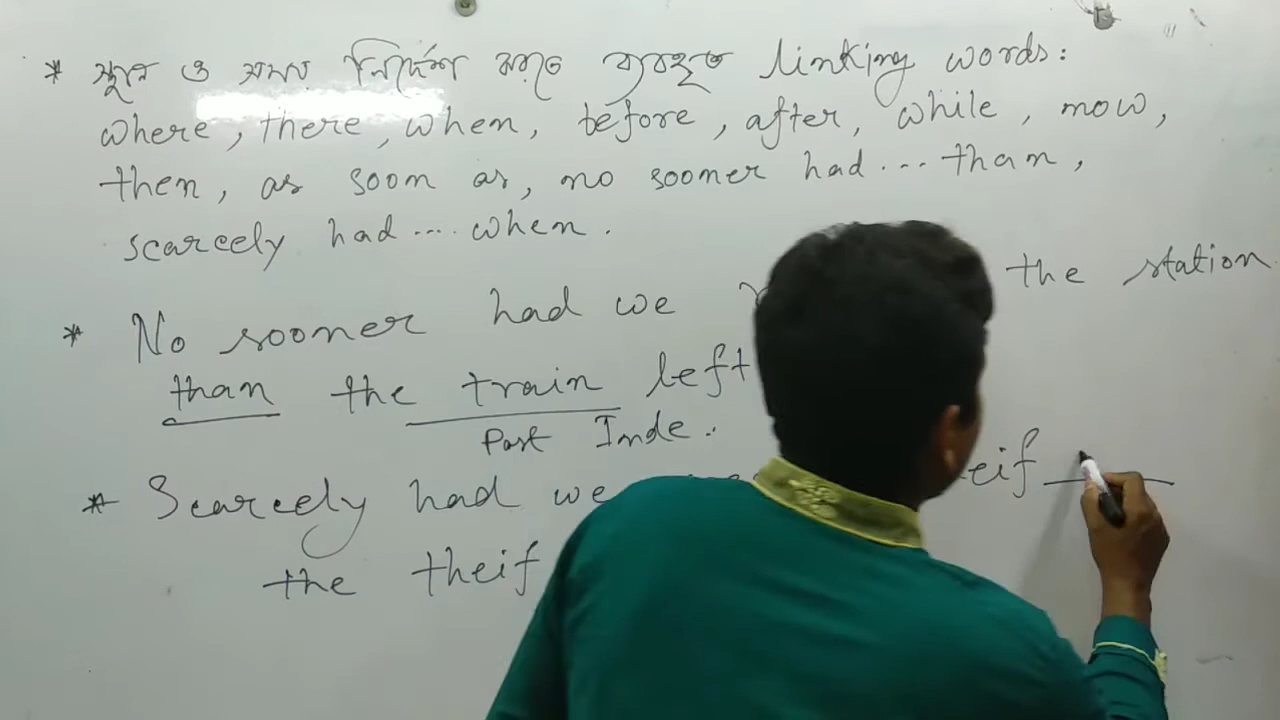 * স্থান ও সময় নির্দেশ করতে ব্যবহৃত linking words:
where, there, when, before, after, while, now,
then, as soon as, no sooner had... than,
scarcely had.... when.
* No sooner had we the station
than the train left
Past Inde.
* Scarcely had we
the theif